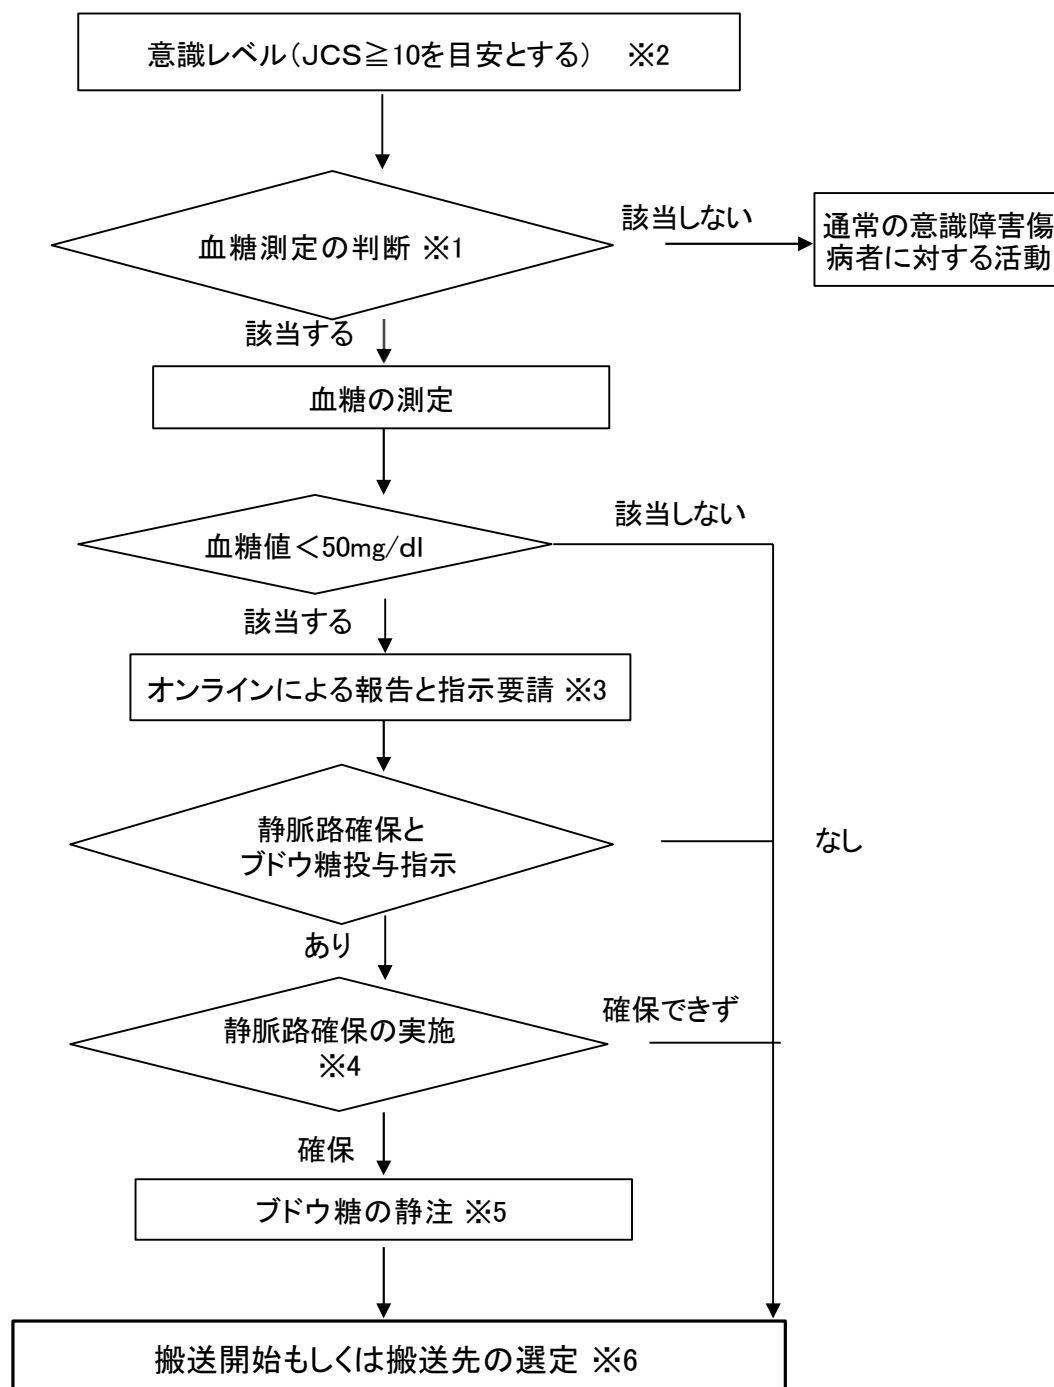 意識レベル（JCS≧10を目安とする）　※2
血糖測定の判断 ※1
該当しない
通常の意識障害傷
病者に対する活動
該当する
血糖の測定
血糖値＜50mg/dl
該当しない
該当する
オンラインによる報告と指示要請 ※3
静脈路確保と
ブドウ糖投与指示
なし
あり
静脈路確保の実施
※4
確保できず
確保
ブドウ糖の静注 ※5
搬送開始もしくは搬送先の選定 ※6